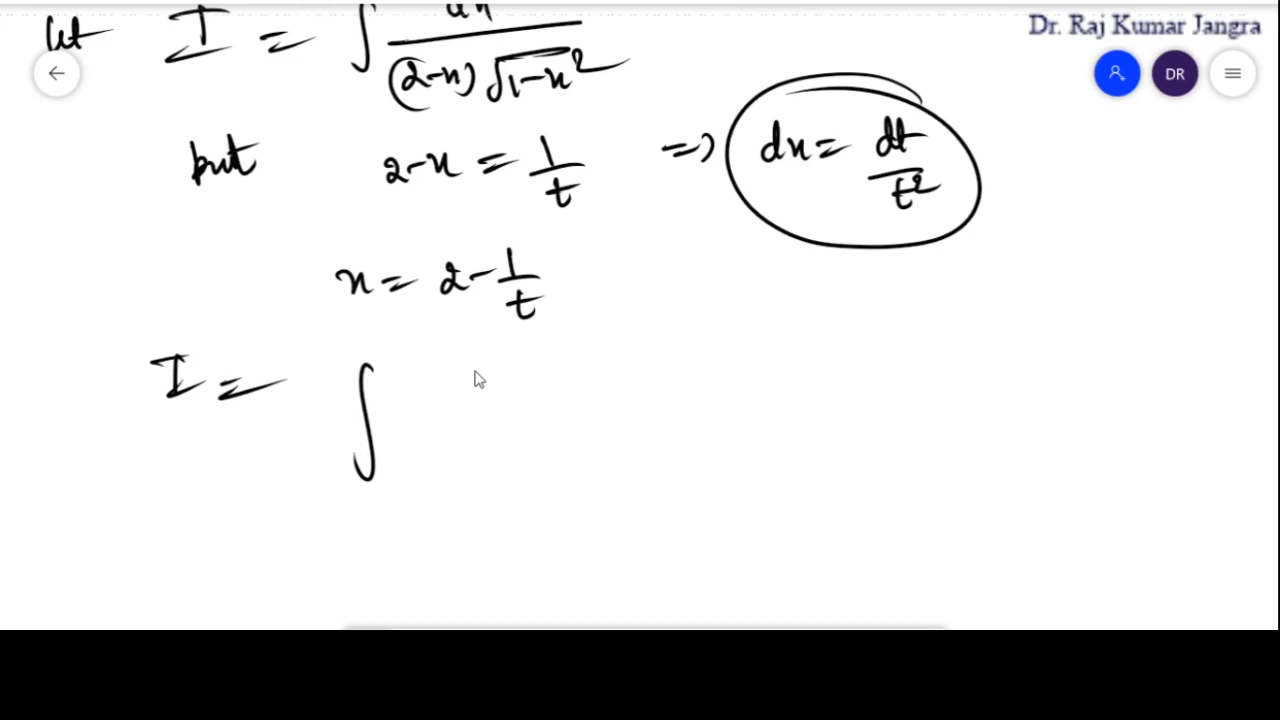 Dr. Raj Kumar Jangra
DR
let I = ∫ dx / (2-x) √1-x²
put 2-x = 1/t => dx = dt/t²
x = 2 - 1/t
I = ∫